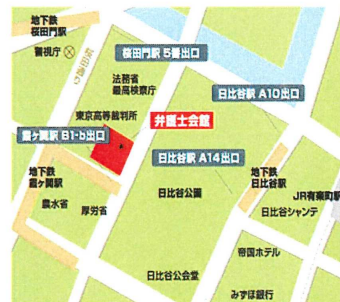 地下鉄
桜田門駅
警視庁
桜田通り
桜田門駅 5番出口
法務省
最高検察庁
日比谷駅 A10出口
東京高等裁判所
弁護士会館
霞ヶ関駅 B1-b出口
日比谷駅 A14出口
地下鉄
霞ヶ関駅
地下鉄
日比谷駅
JR有楽町駅
農水省
厚労省
日比谷公園
日比谷シャンテ
帝国ホテル
日比谷公会堂
みずほ銀行